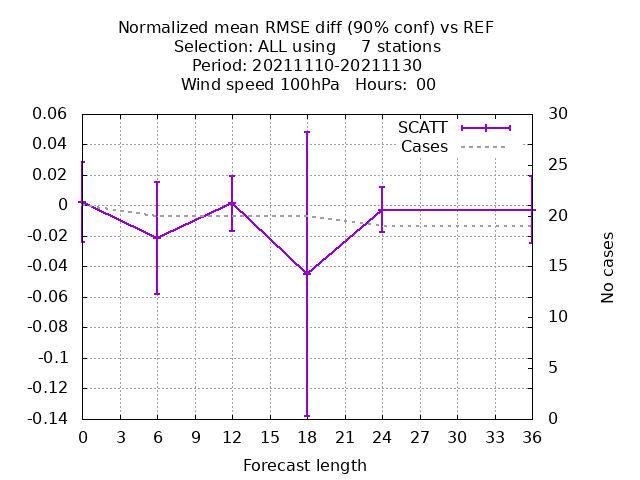 Normalized mean RMSE diff (90% conf) vs REF
Selection: ALL using     7 stations
Period: 20211110-20211130
Wind speed 100hPa   Hours: 00
SCATT
Cases
0.06
0.04
0.02
0
-0.02
-0.04
-0.06
-0.08
-0.1
-0.12
-0.14
30
25
20
15
10
5
0
No cases
0 3 6 9 12 15 18 21 24 27 30 33 36
Forecast length